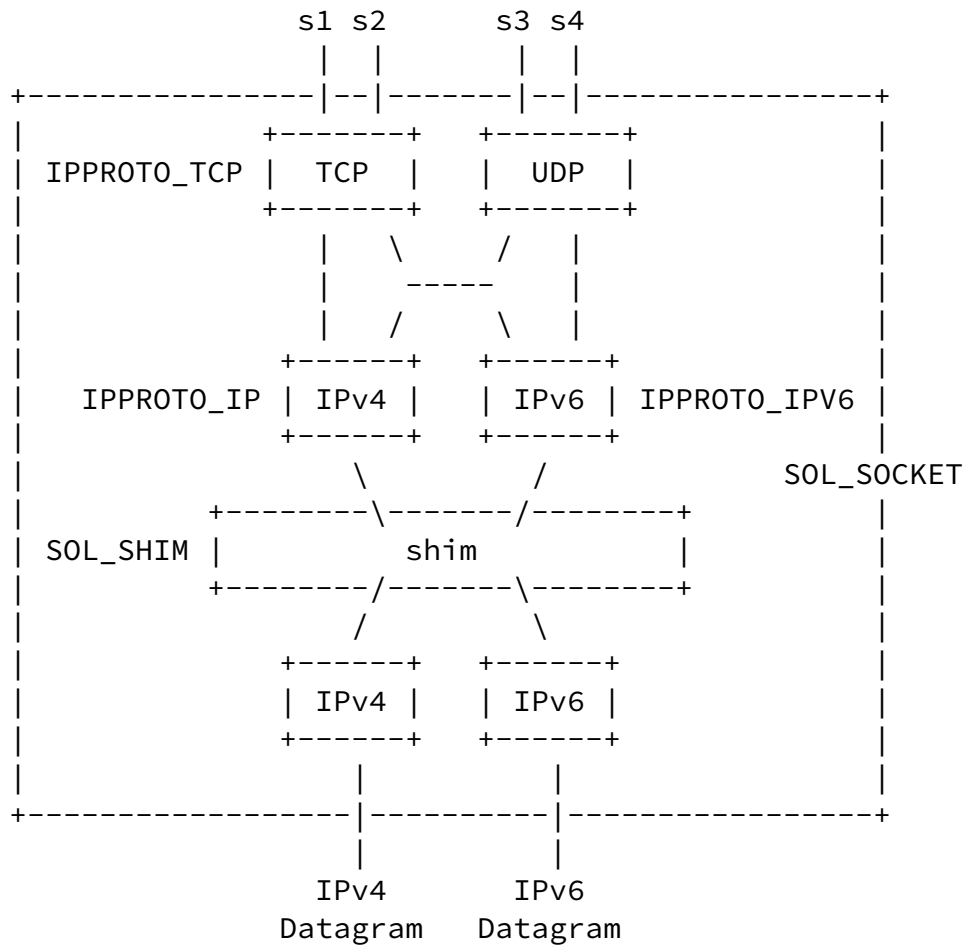 s1 s2 s3 s4
IPPROTO_TCP TCP UDP
IPPROTO_IP IPv4 IPv6 IPPROTO_IPV6
SOL_SOCKET
SOL_SHIM shim
IPv4 IPv6
IPv4 IPv6
Datagram Datagram